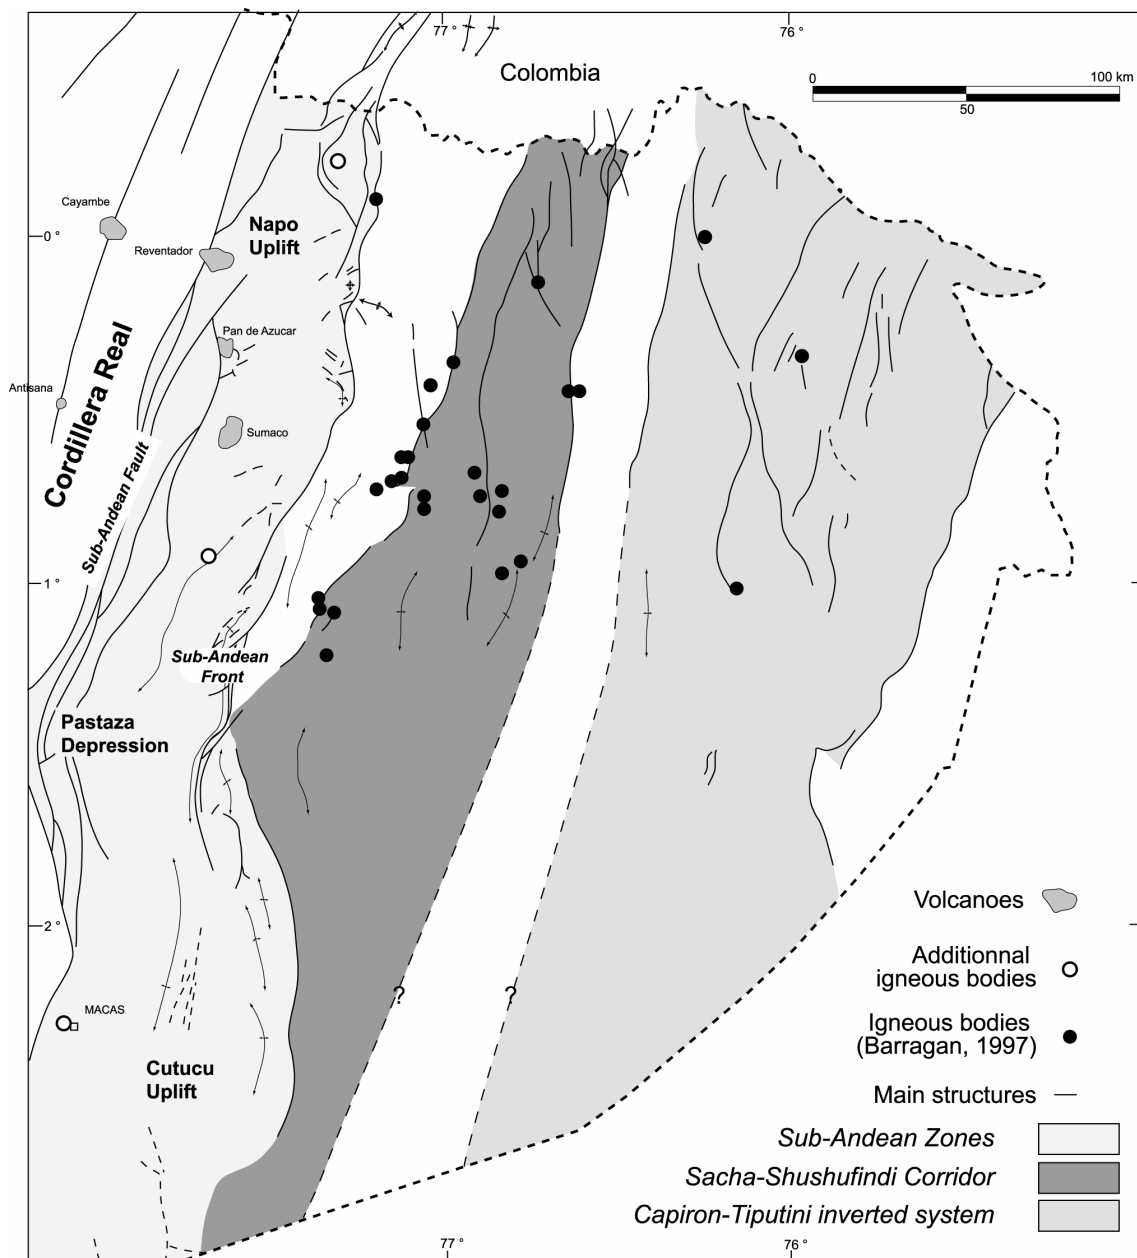 77 °
76 °
Colombia
0
100 km
50
Cayambe
0 °
Napo
Uplift
Reventador
Pan de Azucar
Cordillera Real
Antisana
Sumaco
Sub-Andean Fault
1 °
Sub-Andean
Front
Pastaza
Depression
2 °
?
?
MACAS
Cutucu
Uplift
Volcanoes
Additionnal
igneous bodies
Igneous bodies
(Barragan, 1997)
Main structures
Sub-Andean Zones
Sacha-Shushufindi Corridor
Capiron-Tiputini inverted system
77 °
76 °